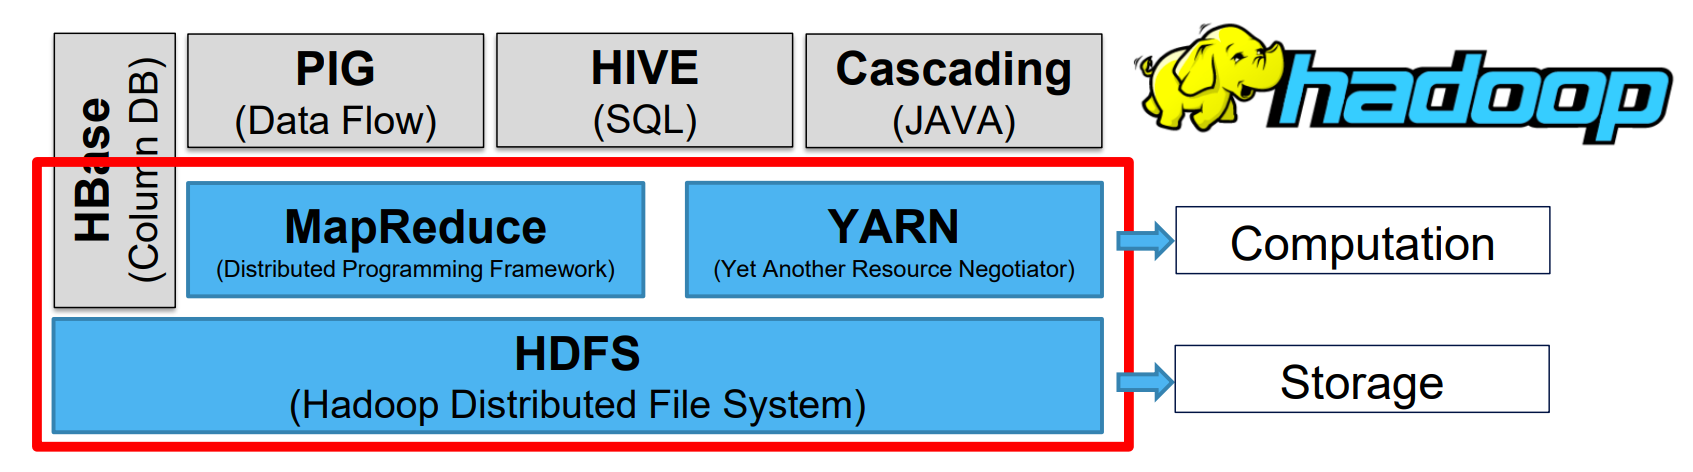 HBase
(Column DB)
PIG
(Data Flow)
HIVE
(SQL)
Cascading
(JAVA)
hadoop
MapReduce
(Distributed Programming Framework)
YARN
(Yet Another Resource Negotiator)
Computation
HDFS
(Hadoop Distributed File System)
Storage